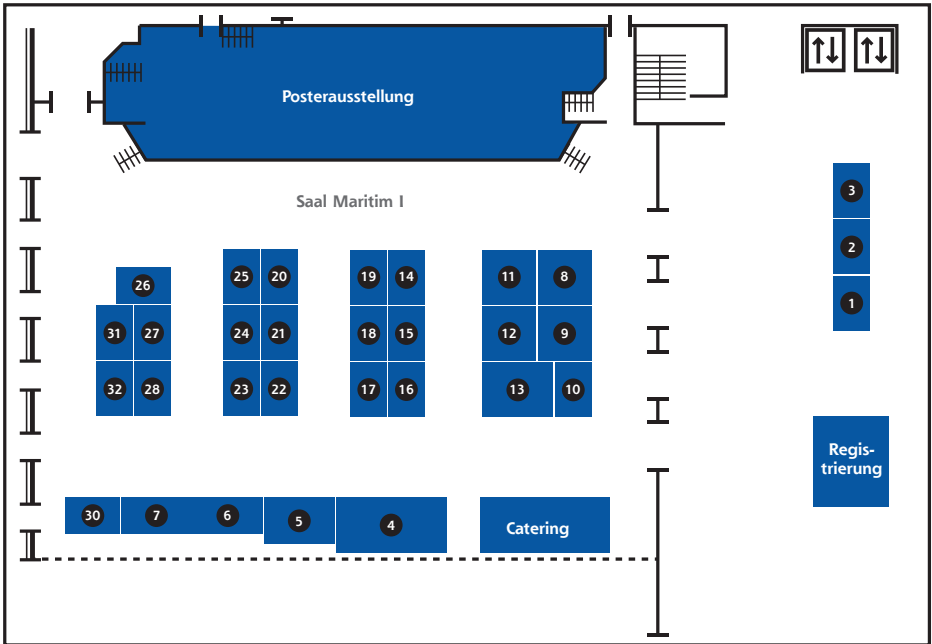 Posterausstellung
Saal Maritim I
3
2
1
26
25 20
19 14
11 8
31 27
24 21
18 15
12 9
32 28
23 22
17 16
13 10
Regis-
trierung
30 7 6 5 4
Catering